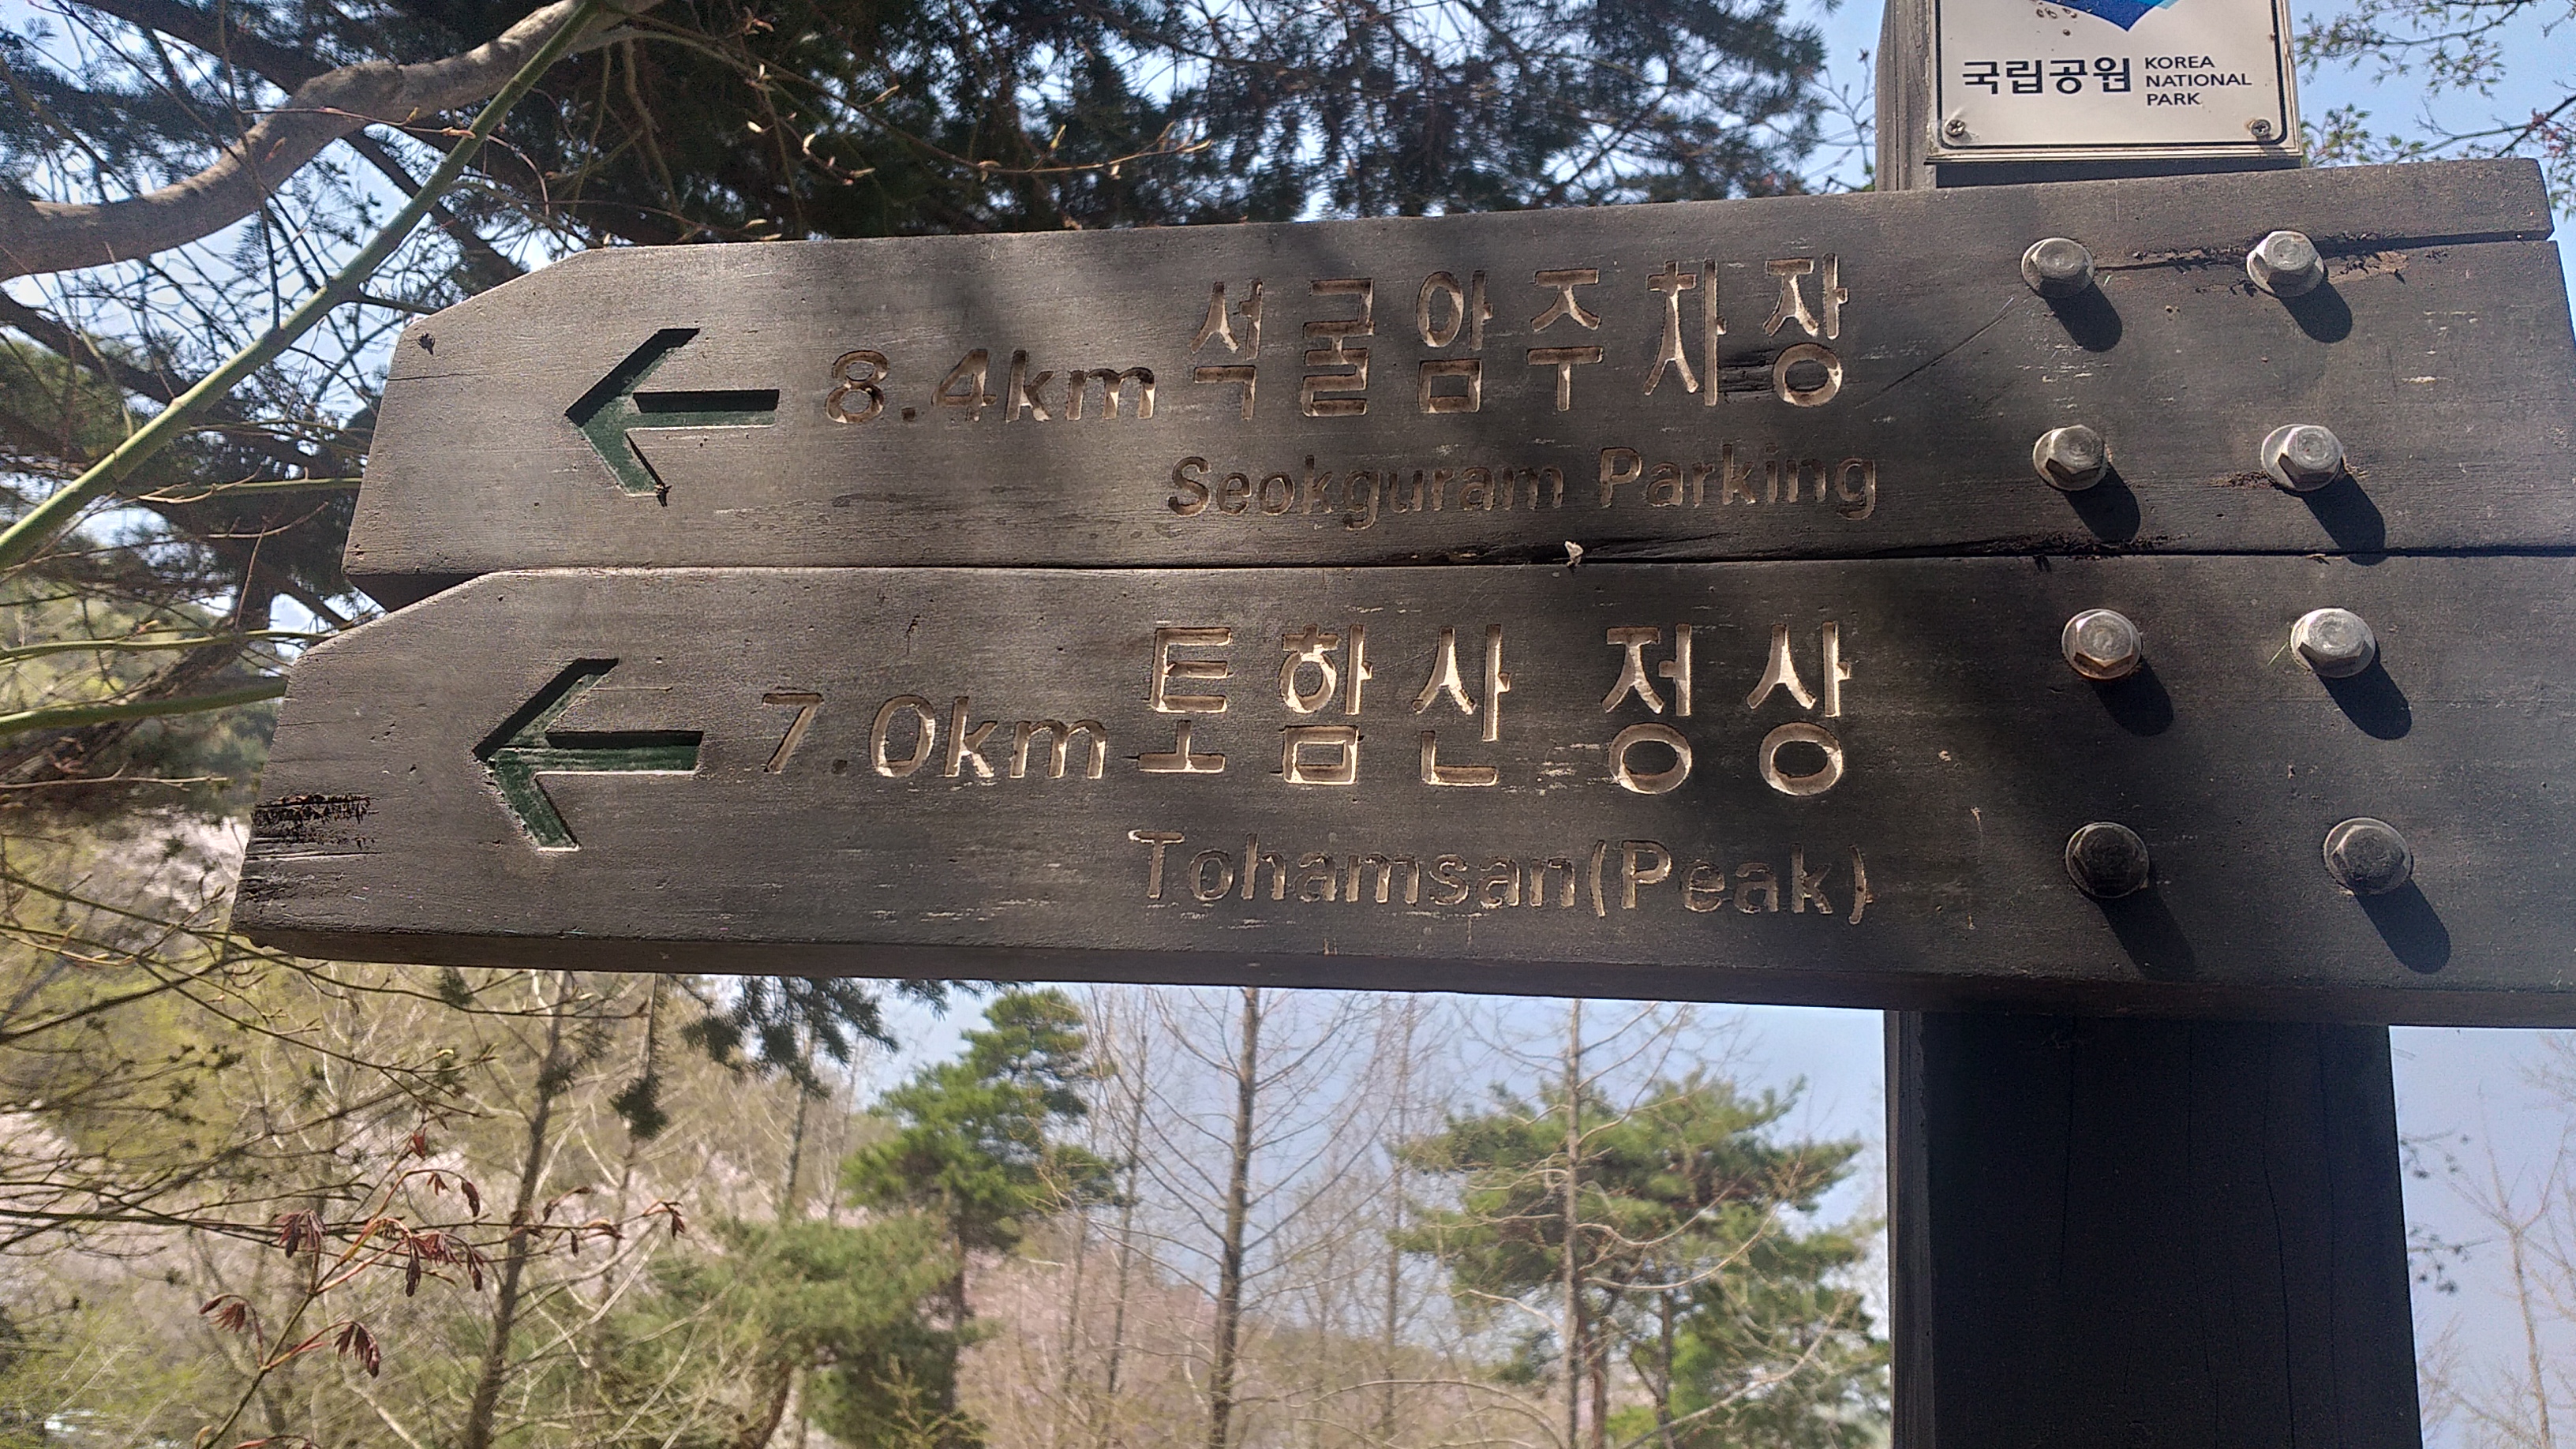 국립공원 KOREA
NATIONAL
PARK
8.4km 석굴암주차장
Seokguram Parking
7.0km 토함산 정상
Tohamsan(Peak)